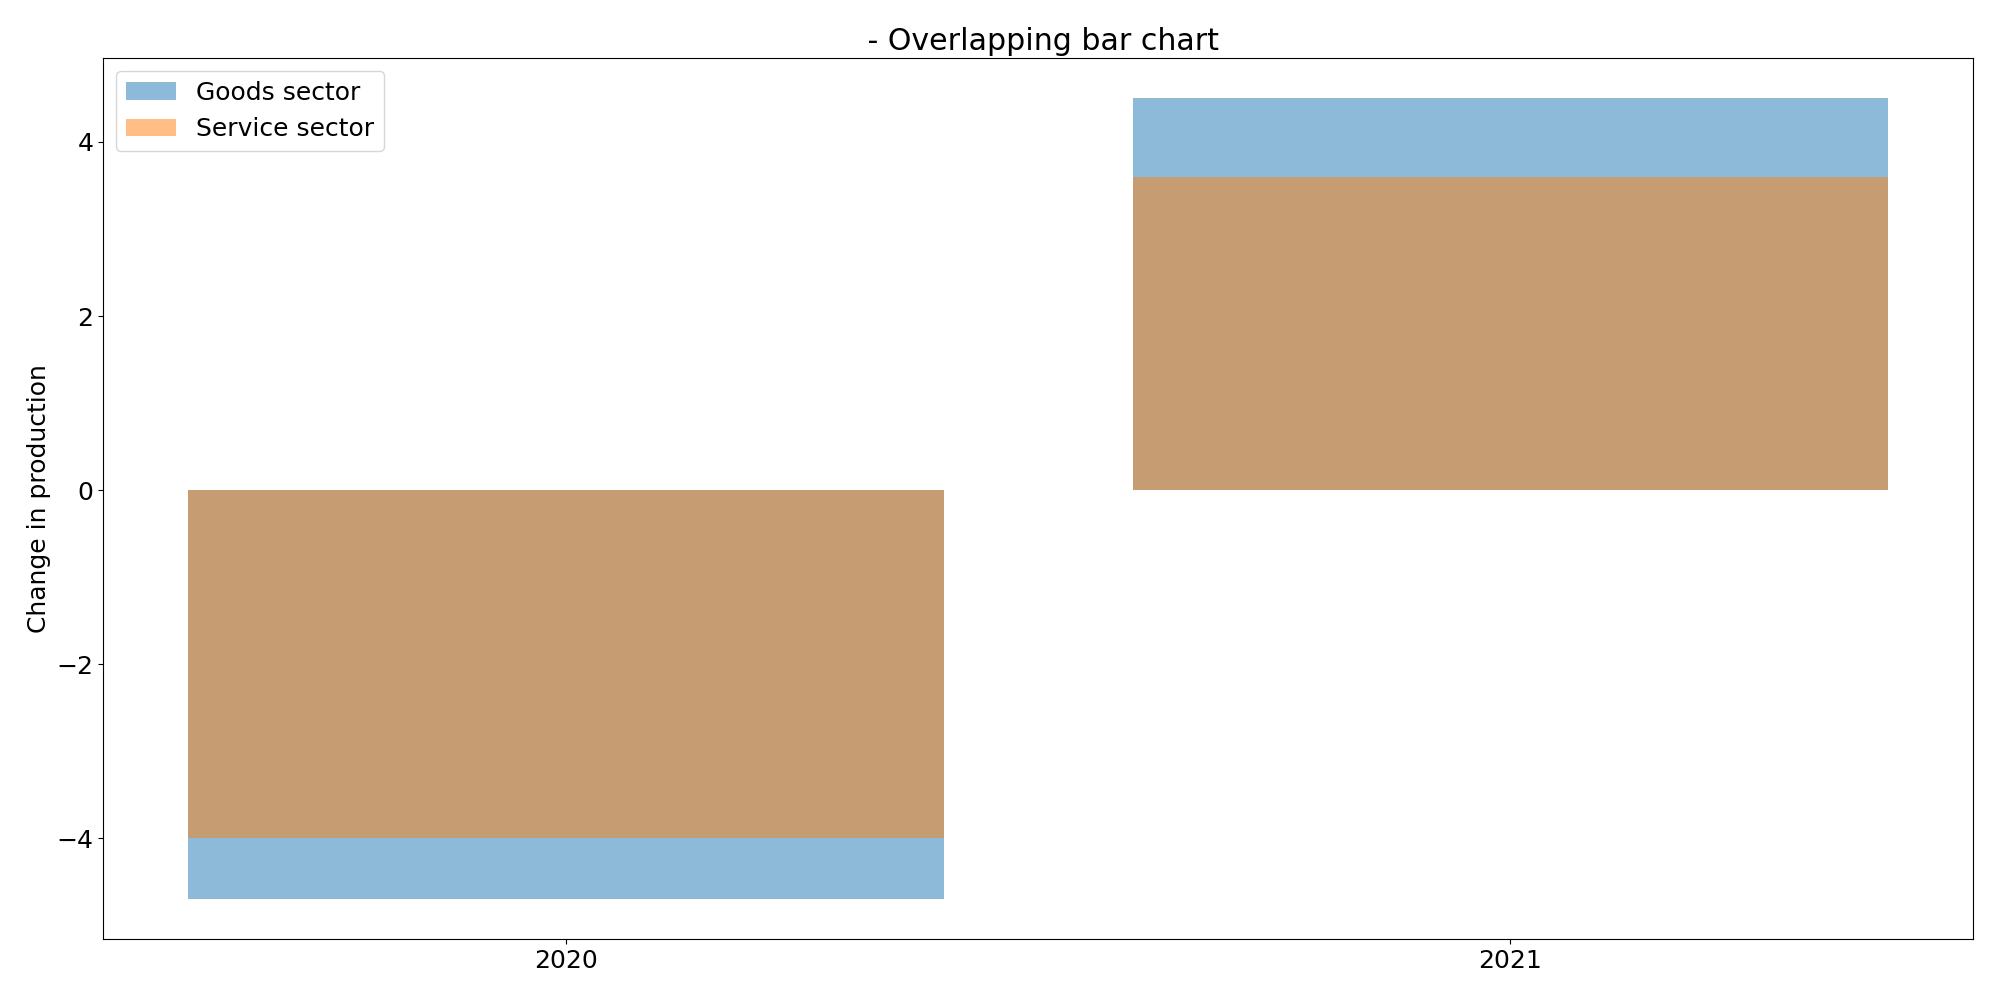 - Overlapping bar chart
Goods sector
Service sector
Change in production
4
2
0
−2
−4
2020
2021